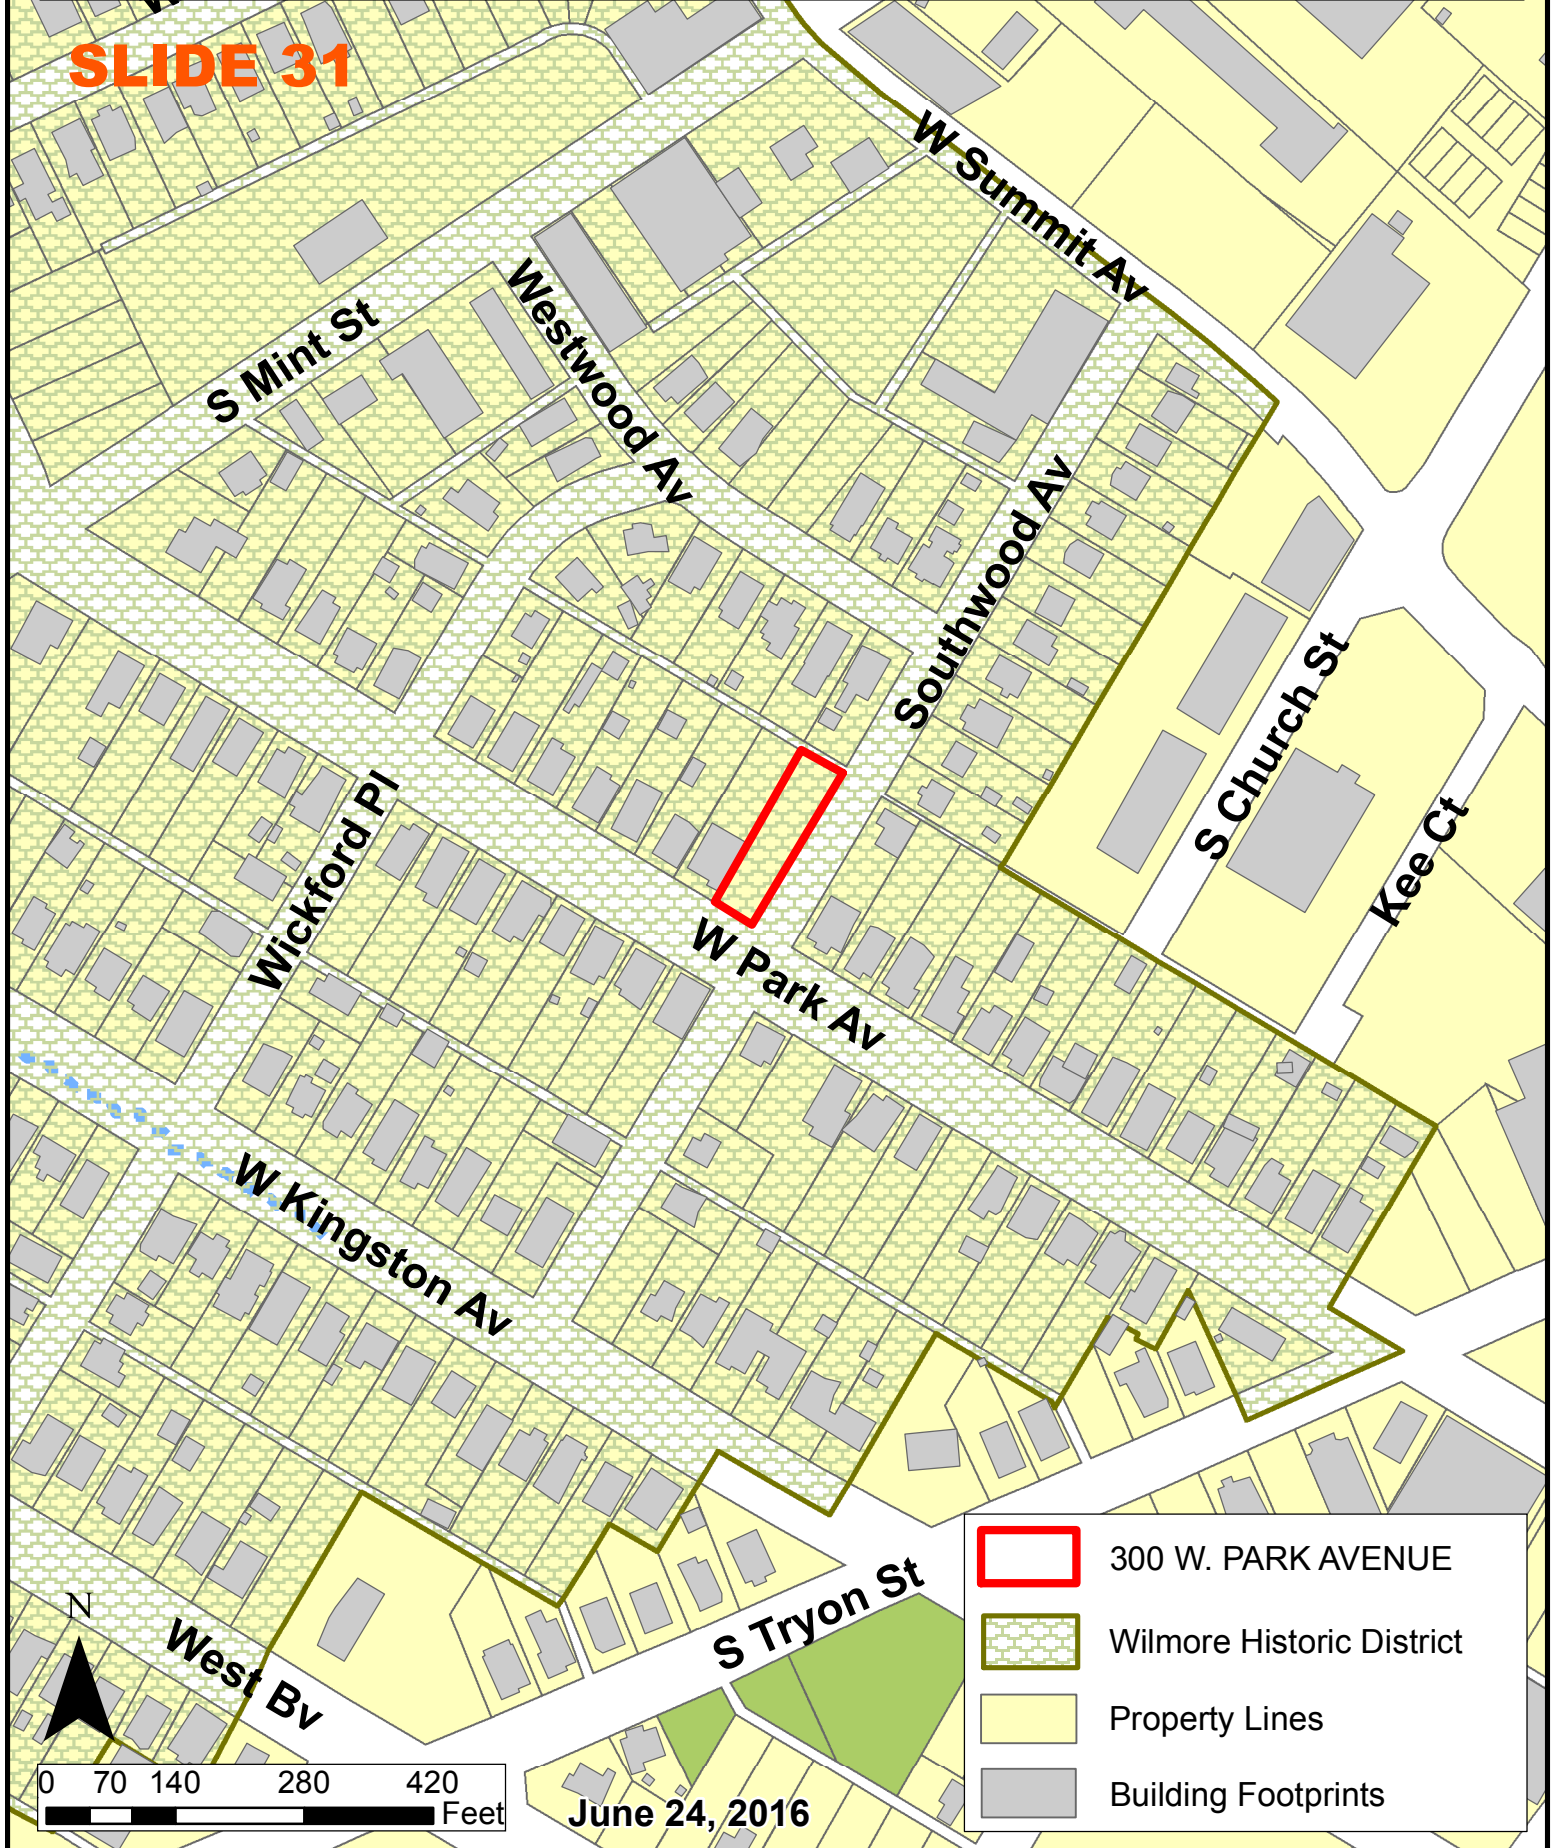 SLIDE 31
W Summit Av
S Mint St
Westwood Av
Southwood Av
S Church St
Kee Ct
Wickford Pl
W Park Av
W Kingston Av
S Tryon St
West Bv
N
0 70 140 280 420
Feet
June 24, 2016
300 W. PARK AVENUE
Wilmore Historic District
Property Lines
Building Footprints